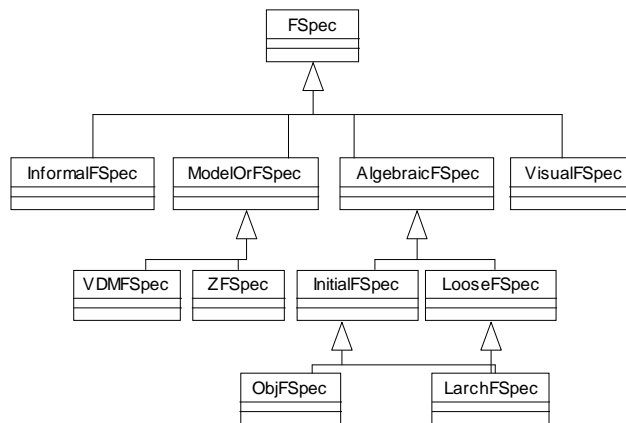 FSpec
InformalFSpec
ModelOrFSpec
AlgebraicFSpec
VisualFSpec
VDMFSpec
ZFSpec
InitialFSpec
LooseFSpec
ObjFSpec
LarchFSpec